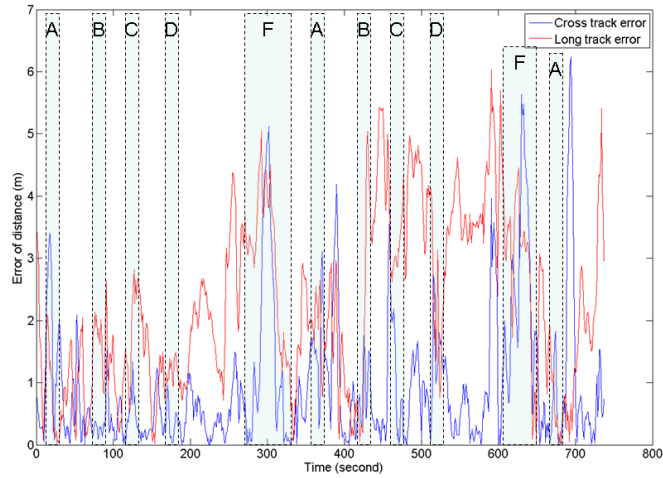 7
Cross track error
Long track error
A
B
C
D
F
A
B
C
D
F
A
6
5
4
3
2
1
0
Error of distance (m)
0
100
200
300
400
500
600
700
800
Time (second)